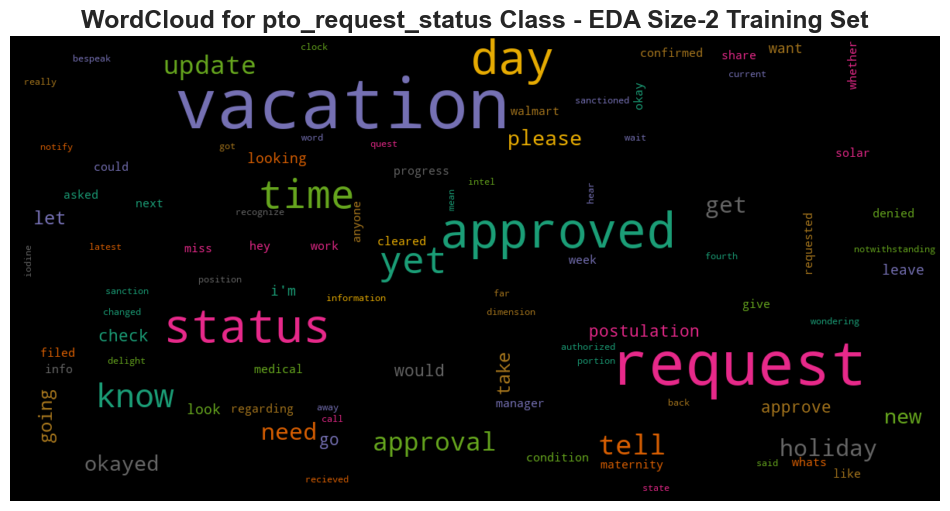 WordCloud for pto_request_status Class - EDA Size-2 Training Set
clock
bespeak
update
day
confirmed
share
want
whether
really
vacation
sanctioned
okay
current
walmart
please
word
quest
wait
notify
got
looking
solar
could
progress
intel
time
asked
next
recognize
anyone
mean
hear
get
requested
denied
let
approved
latest
miss
hey
work
cleared
yet
week
fourth
notwithstanding
leave
iodine
position
sanction
i'm
information
far
changed
dimension
give
wondering
status
check
postulation
filed
info
delight
medical
would
take
authorized
portion
request
know
look
regarding
away
call
manager
back
approve
new
going
need
go
approval
tell
holiday
okayed
condition
maternity
said
whats
like
recieved
state